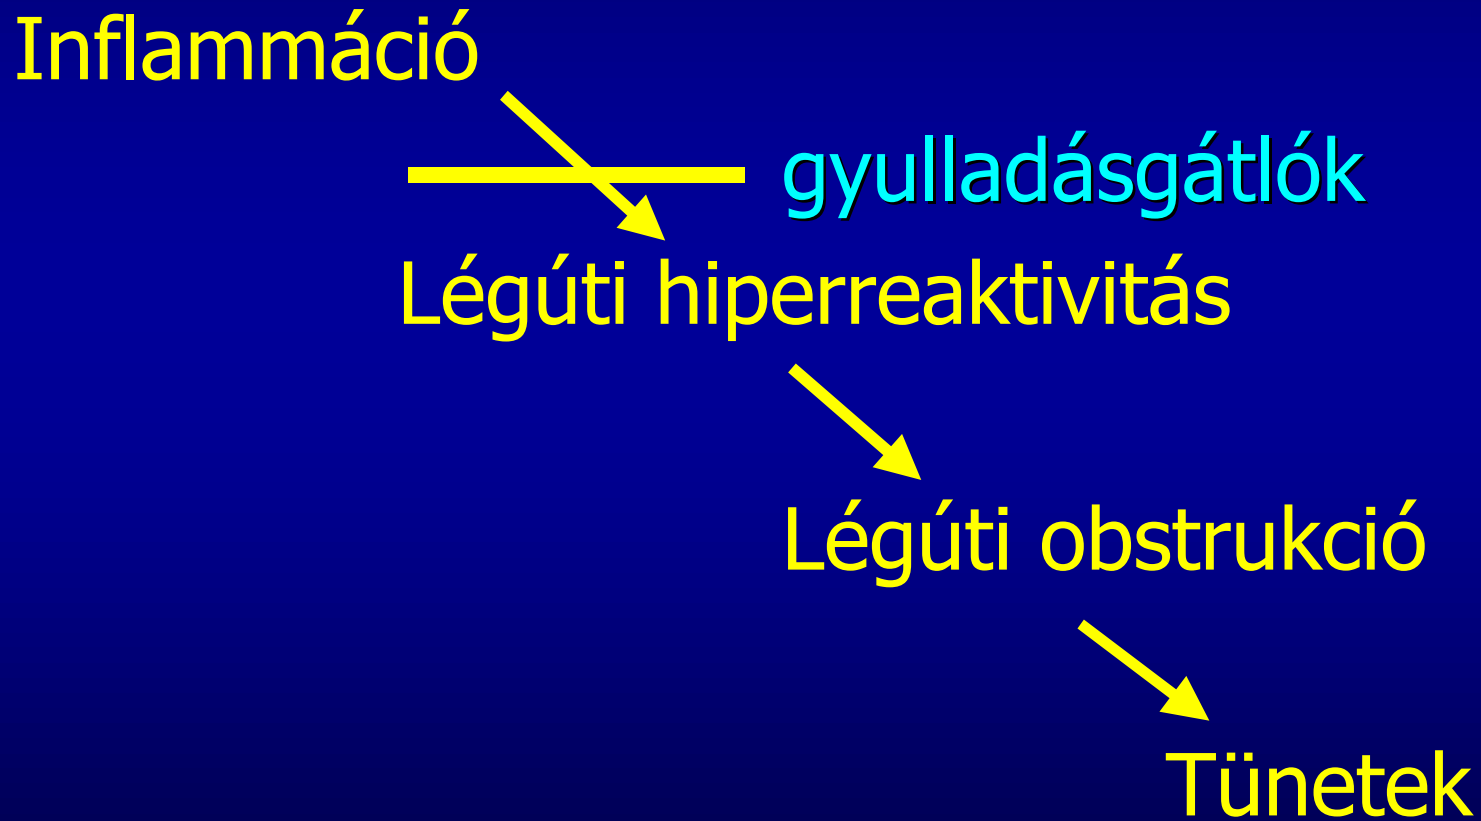 Inflammáció
gyulladásgátlók
Légúti hiperreaktivitás
Légúti obstrukció
Tünetek